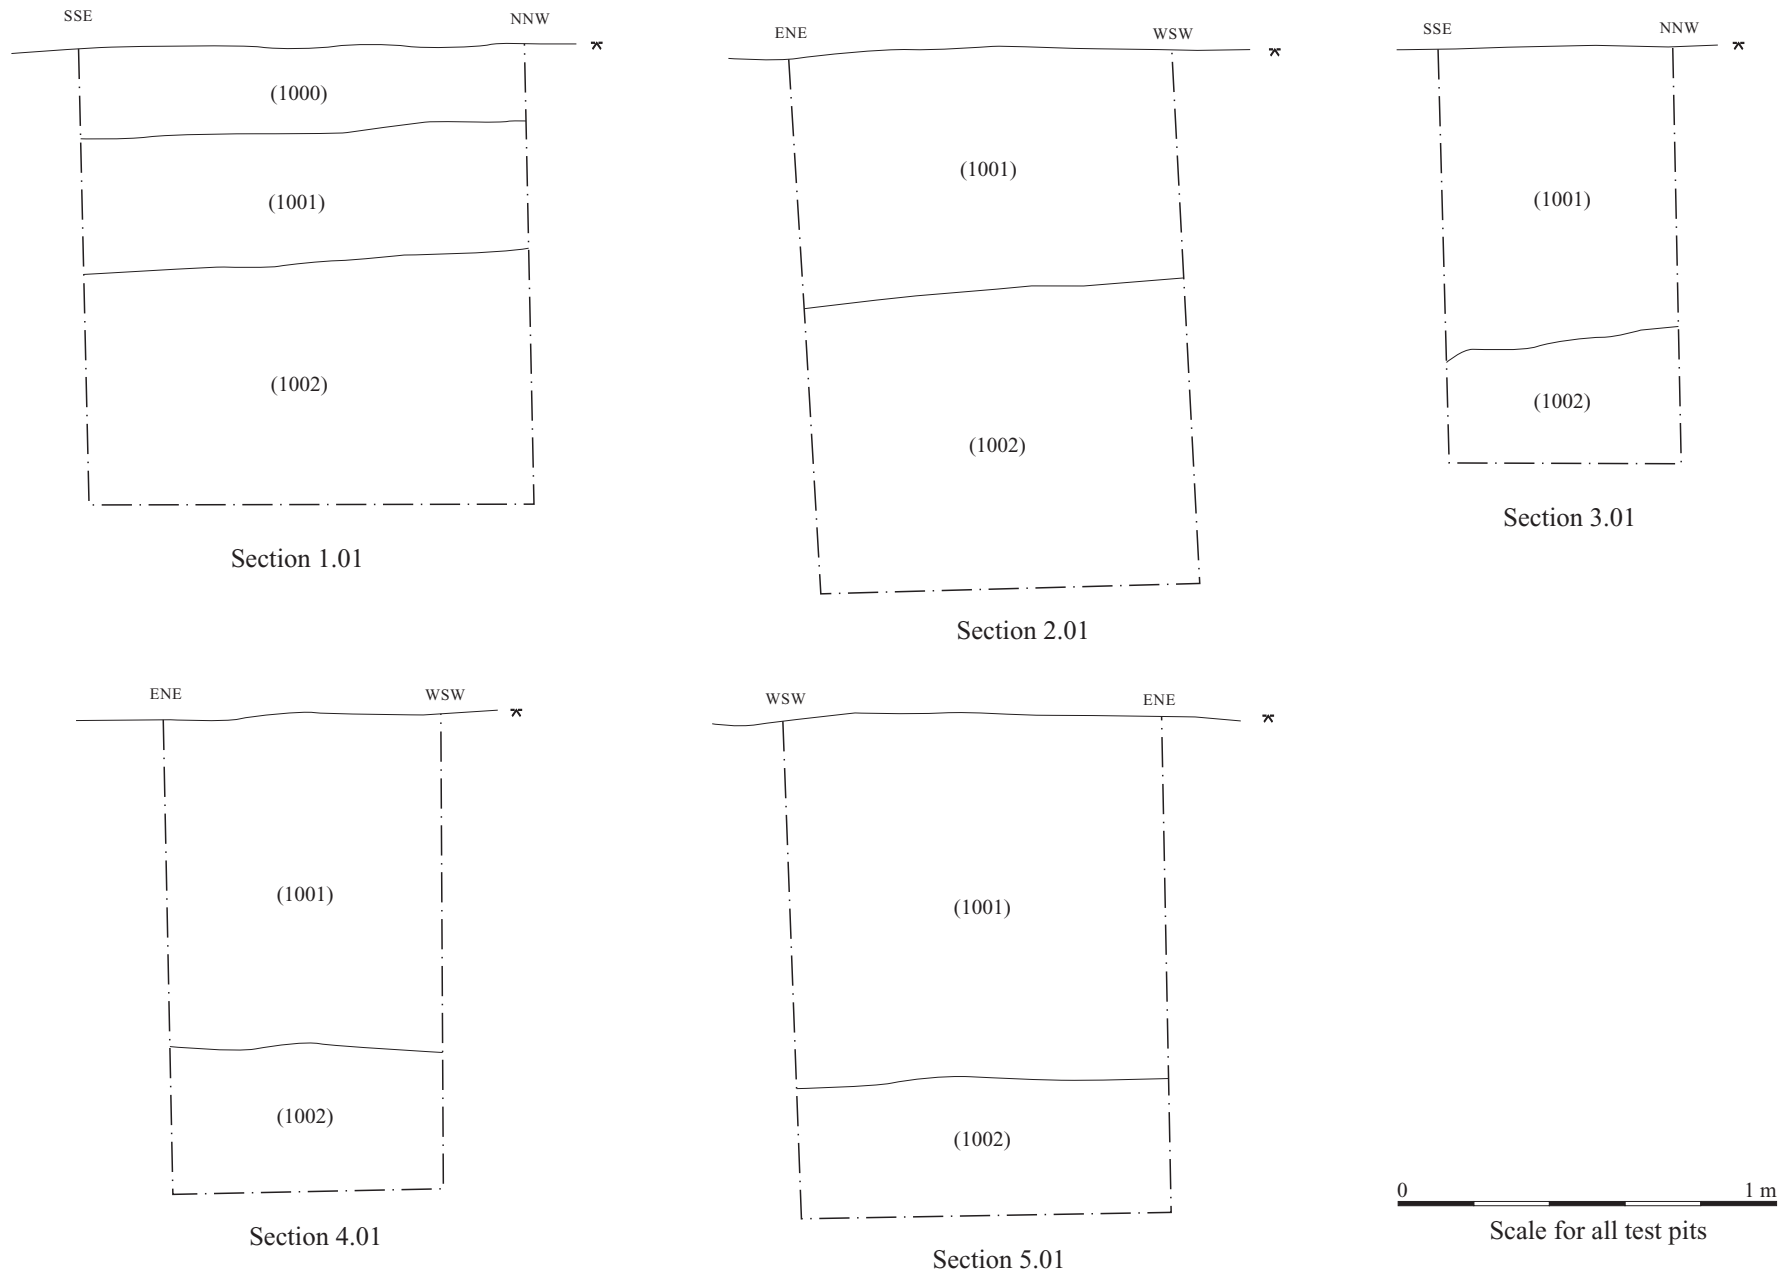 SSE
NNW
(1000)
(1001)
(1002)
Section 1.01
ENE
WSW
(1001)
(1002)
Section 2.01
SSE
NNW
(1001)
(1002)
Section 3.01
ENE
WSW
(1001)
(1002)
Section 4.01
WSW
ENE
(1001)
(1002)
Section 5.01
0 1 m
Scale for all test pits